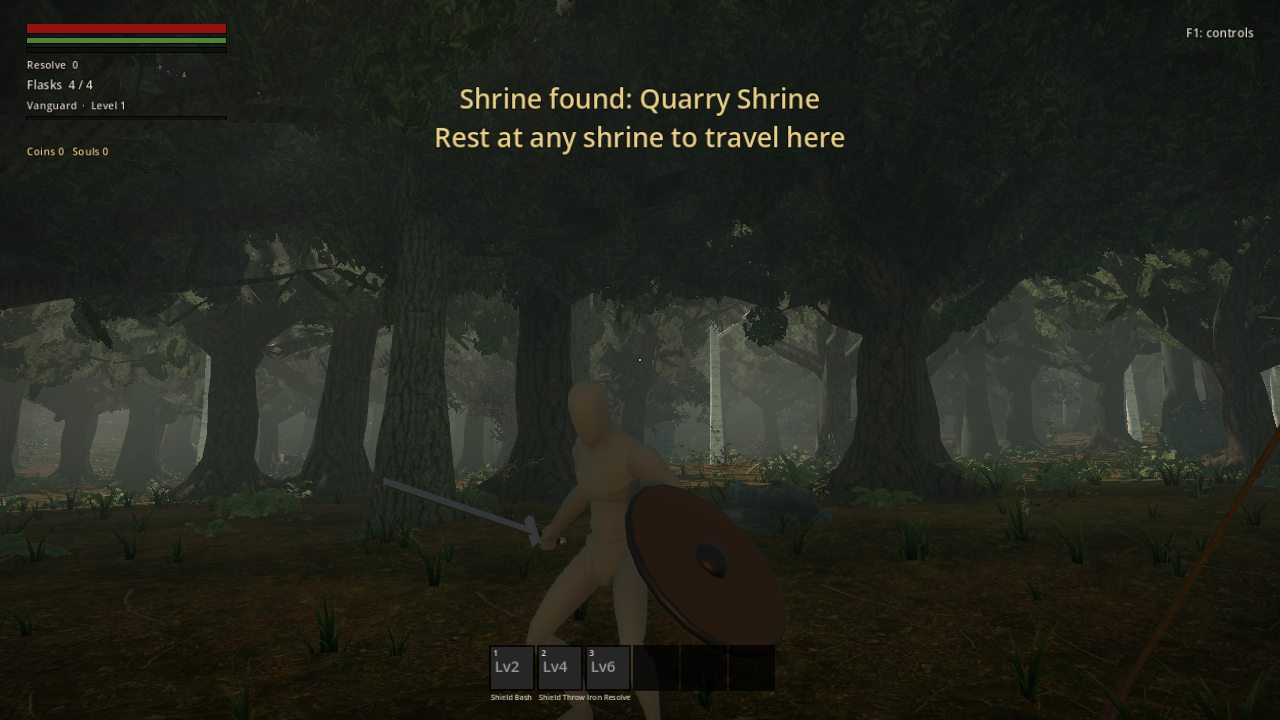 F1: controls
Resolve 0
Flasks 4 / 4
Vanguard · Level 1
Coins 0 Souls 0
Shrine found: Quarry Shrine
Rest at any shrine to travel here
1 2 3
Lv2 Lv4 Lv6
Shield Bash Shield Throw Iron Resolve